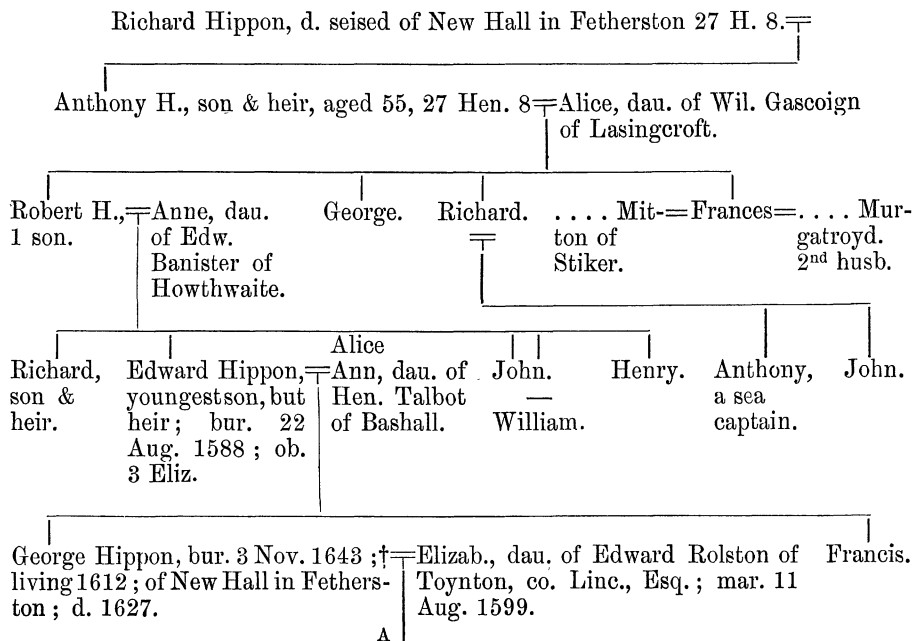 Richard Hippon, d. seised of New Hall in Fetherston 27 H. 8.
Anthony H., son & heir, aged 55, 27 Hen. 8=Alice, dau. of Wil. Gascoign
of Lasingcroft.
Robert H.,=Anne, dau.
1 son.
of Edw.
Banister of
Howthwaite.
George.
Richard.
. . . . Mit-=Frances=. . . . Mur-
ton of
Stiker.
gatroyd.
2nd husb.
Richard,
son &
heir.
Edward Hippon,=
youngest son, but
heir; bur. 22
Aug. 1588; ob.
3 Eliz.
Alice
Ann, dau. of
Hen. Talbot
of Bashall.
John.
—
William.
Henry.
Anthony,
a sea
captain.
John.
George Hippon, bur. 3 Nov. 1643;†=
living 1612; of New Hall in Fethers-
ton; d. 1627.
Elizab., dau. of Edward Rolston of
Toynton, co. Linc., Esq.; mar. 11
Aug. 1599.
Francis.
A